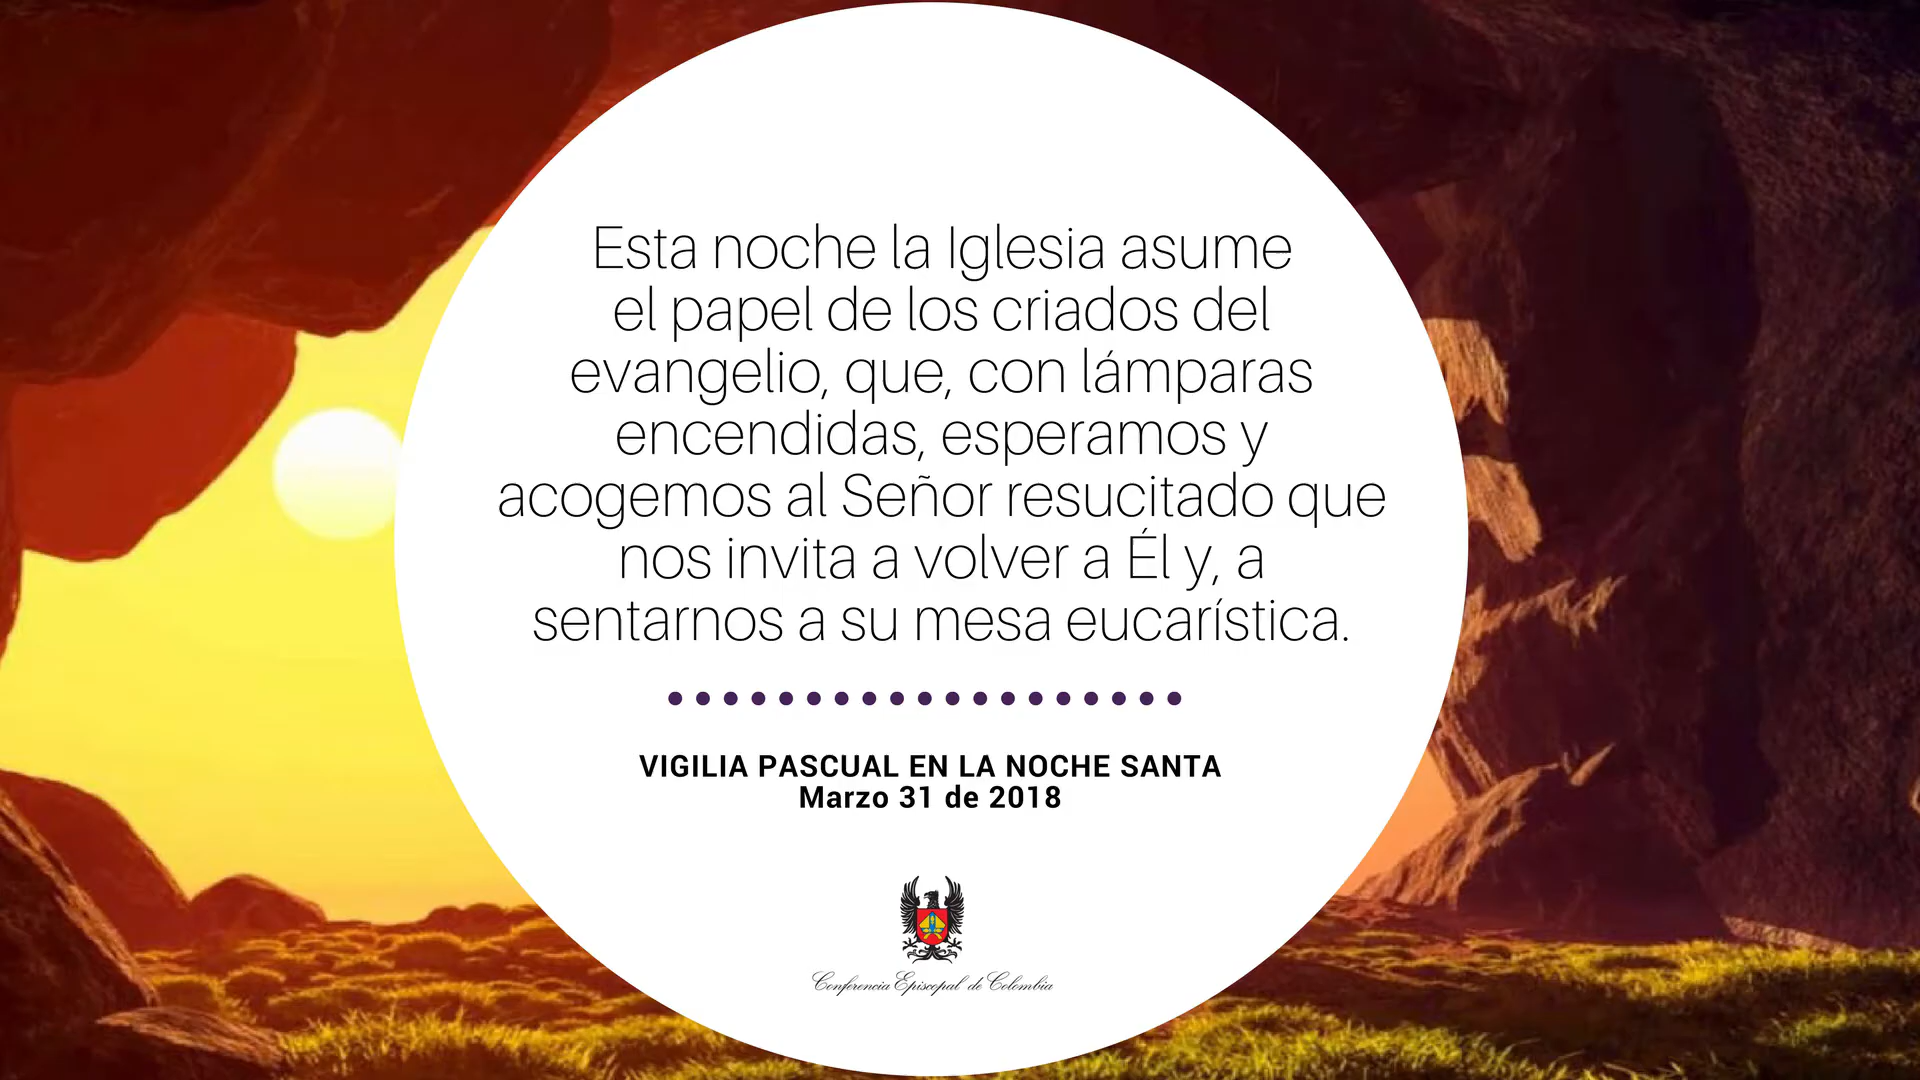 Esta noche la Iglesia asume
el papel de los criados del
evangelio, que, con lámparas
encendidas, esperamos y
acogemos al Señor resucitado que
nos invita a volver a Él y, a
sentarnos a su mesa eucarística.
VIGILIA PASCUAL EN LA NOCHE SANTA
Marzo 31 de 2018
Conferencia Episcopal de Colombia